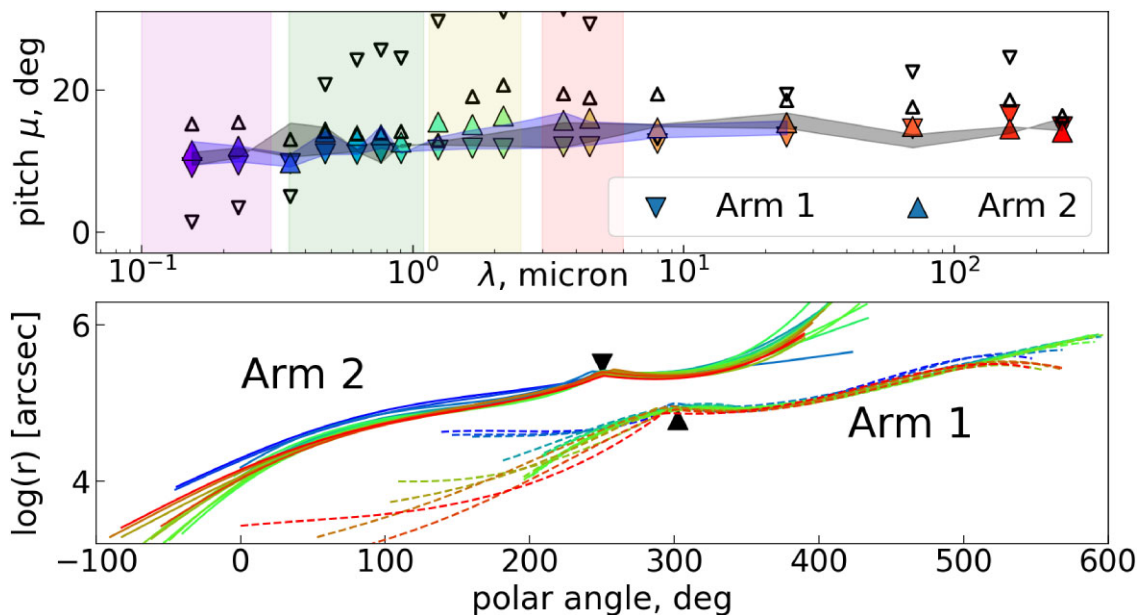 pitch μ, deg
20
0
Arm 1
Arm 2
10⁻¹
10⁰
10¹
10²
λ, micron
log(r) [arcsec]
6
4
Arm 2
Arm 1
−100
0
100
200
300
400
500
600
polar angle, deg